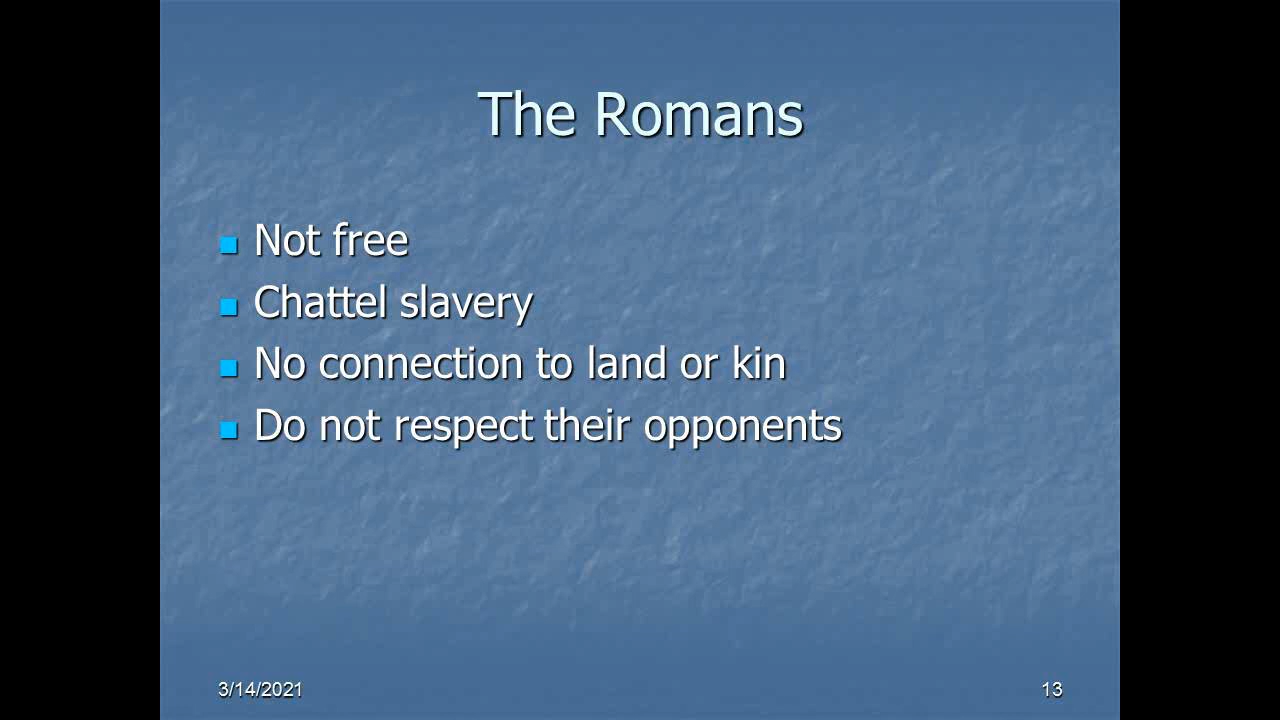 The Romans
Not free
Chattel slavery
No connection to land or kin
Do not respect their opponents
3/14/2021
13